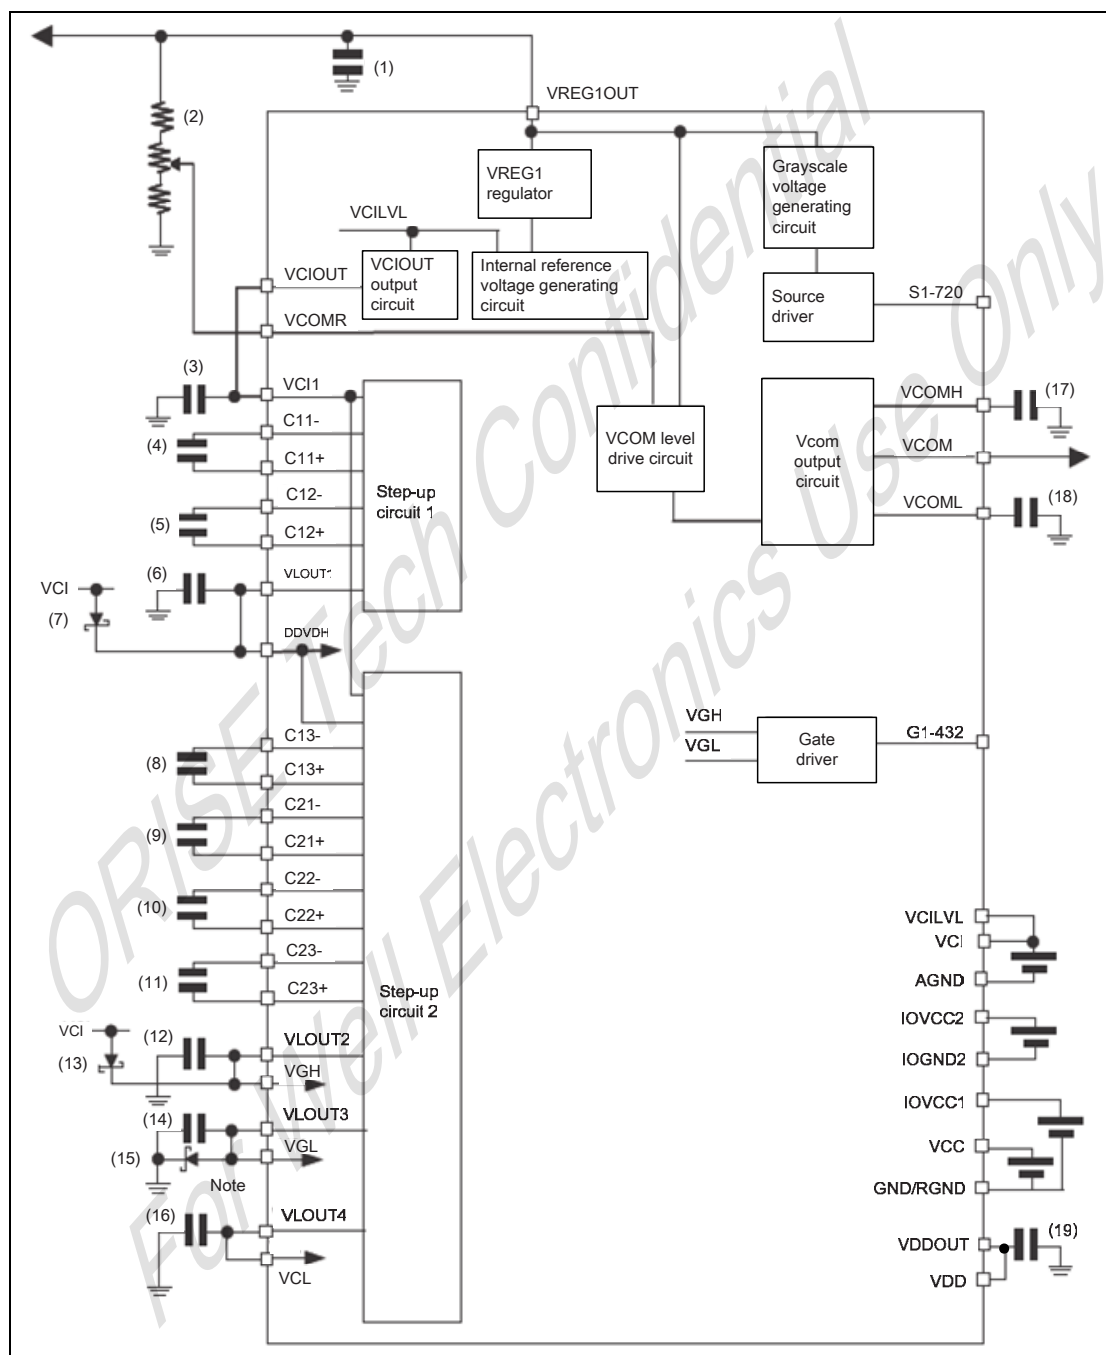 (1)
VREG1OUT
(2)
VREG1
regulator
Grayscale
voltage
generating
circuit
VCILVL
VCIOUT
VCIOUT
output
circuit
Internal reference
voltage generating
circuit
Source
driver
S1-720
VCOMR
(3)
VCI1
C11-
(4)
C11+
C12-
(5)
C12+
Step-up
circuit 1
VCOM level
drive circuit
Vcom
output
circuit
VCOMH
(17)
VCOM
VCOML
(18)
(6)
VLOUT1
VCI
(7)
DDVDH
C13-
(8)
C13+
C21-
(9)
C21+
C22-
(10)
C22+
C23-
(11)
C23+
Step-up
circuit 2
VGH
VGL
Gate
driver
G1-432
VCILVL
VCI
AGND
IOVCC2
IOGND2
IOVCC1
VCC
GND/RGND
VDDOUT
(19)
VDD
VCI
(12)
VLOUT2
(13)
VGH
(14)
VLOUT3
(15)
VGL
Note
(16)
VLOUT4
VCL
ORISE Tech Confidential
For Well Electronics Use Only